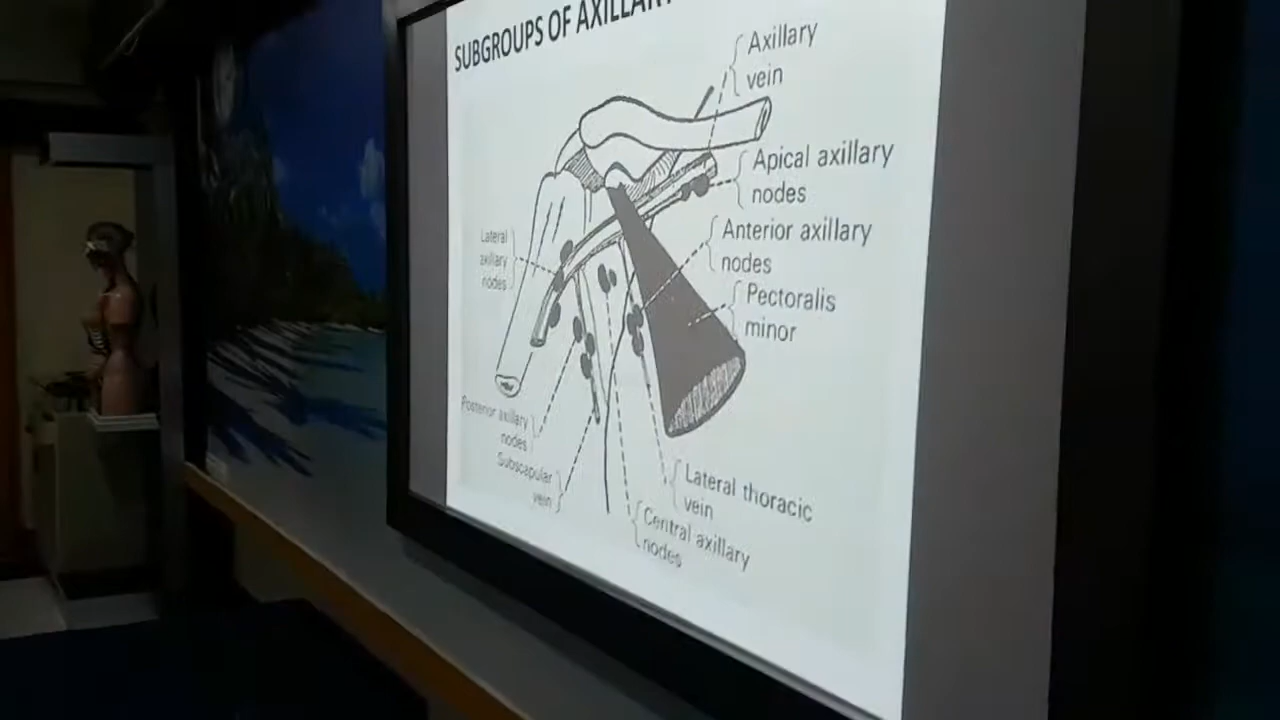 SUBGROUPS OF AXILLARY
Axillary
vein
Apical axillary
nodes
Anterior axillary
nodes
Pectoralis
minor
Lateral
axillary
nodes
Posterior axillary
nodes
Subscapular
vein
Lateral thoracic
vein
Central axillary
nodes